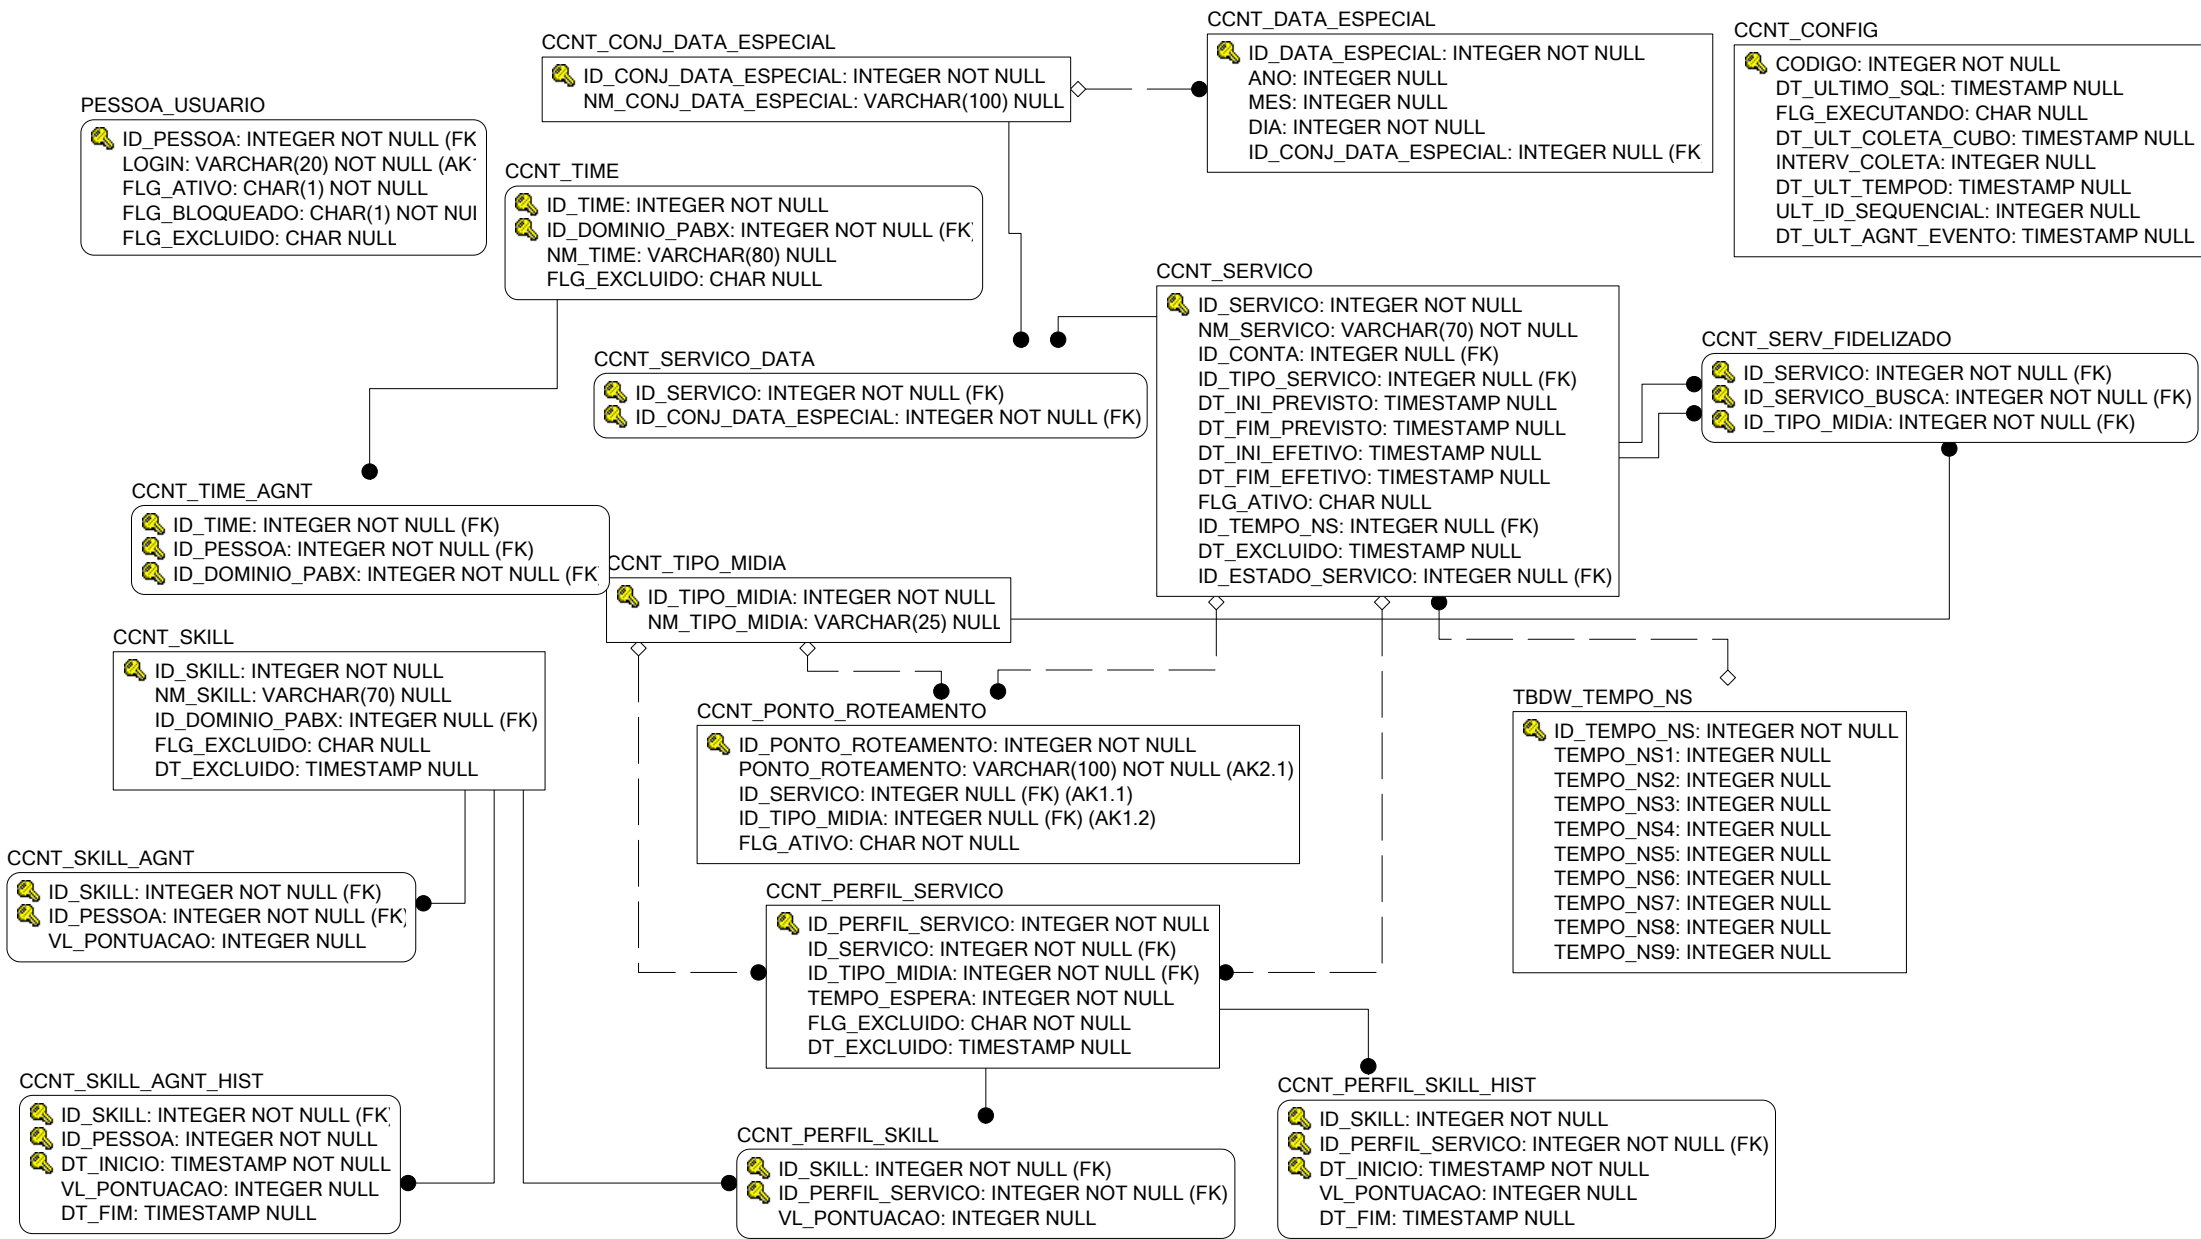 CCNT_DATA_ESPECIAL
ID_DATA_ESPECIAL: INTEGER NOT NULL
ANO: INTEGER NULL
MES: INTEGER NULL
DIA: INTEGER NOT NULL
ID_CONJ_DATA_ESPECIAL: INTEGER NULL (FK
CCNT_CONFIG
CODIGO: INTEGER NOT NULL
DT_ULTIMO_SQL: TIMESTAMP NULL
FLG_EXECUTANDO: CHAR NULL
DT_ULT_COLETA_CUBO: TIMESTAMP NULL
INTERV_COLETA: INTEGER NULL
DT_ULT_TEMPOD: TIMESTAMP NULL
ULT_ID_SEQUENCIAL: INTEGER NULL
DT_ULT_AGNT_EVENTO: TIMESTAMP NULL
CCNT_CONJ_DATA_ESPECIAL
ID_CONJ_DATA_ESPECIAL: INTEGER NOT NULL
NM_CONJ_DATA_ESPECIAL: VARCHAR(100) NULL
PESSOA_USUARIO
ID_PESSOA: INTEGER NOT NULL (FK
LOGIN: VARCHAR(20) NOT NULL (AK
FLG_ATIVO: CHAR(1) NOT NULL
FLG_BLOQUEADO: CHAR(1) NOT NUL
FLG_EXCLUIDO: CHAR NULL
CCNT_TIME
ID_TIME: INTEGER NOT NULL
ID_DOMINIO_PABX: INTEGER NOT NULL (FK)
NM_TIME: VARCHAR(80) NULL
FLG_EXCLUIDO: CHAR NULL
CCNT_SERVICO
ID_SERVICO: INTEGER NOT NULL
NM_SERVICO: VARCHAR(70) NOT NULL
ID_CONTA: INTEGER NULL (FK)
ID_TIPO_SERVICO: INTEGER NULL (FK)
DT_INI_PREVISTO: TIMESTAMP NULL
DT_FIM_PREVISTO: TIMESTAMP NULL
DT_INI_EFETIVO: TIMESTAMP NULL
DT_FIM_EFETIVO: TIMESTAMP NULL
FLG_ATIVO: CHAR NULL
ID_TEMPO_NS: INTEGER NULL (FK)
DT_EXCLUIDO: TIMESTAMP NULL
ID_ESTADO_SERVICO: INTEGER NULL (FK)
CCNT_SERV_FIDELIZADO
ID_SERVICO: INTEGER NOT NULL (FK)
ID_SERVICO_BUSCA: INTEGER NOT NULL (FK)
ID_TIPO_MIDIA: INTEGER NOT NULL (FK)
CCNT_SERVICO_DATA
ID_SERVICO: INTEGER NOT NULL (FK)
ID_CONJ_DATA_ESPECIAL: INTEGER NOT NULL (FK)
CCNT_TIME_AGNT
ID_TIME: INTEGER NOT NULL (FK)
ID_PESSOA: INTEGER NOT NULL (FK)
ID_DOMINIO_PABX: INTEGER NOT NULL (FK)
CCNT_TIPO_MIDIA
ID_TIPO_MIDIA: INTEGER NOT NULL
NM_TIPO_MIDIA: VARCHAR(25) NULL
CCNT_SKILL
ID_SKILL: INTEGER NOT NULL
NM_SKILL: VARCHAR(70) NULL
ID_DOMINIO_PABX: INTEGER NULL (FK)
FLG_EXCLUIDO: CHAR NULL
DT_EXCLUIDO: TIMESTAMP NULL
CCNT_PONTO_ROTEAMENTO
ID_PONTO_ROTEAMENTO: INTEGER NOT NULL
PONTO_ROTEAMENTO: VARCHAR(100) NOT NULL (AK2.1)
ID_SERVICO: INTEGER NULL (FK) (AK1.1)
ID_TIPO_MIDIA: INTEGER NULL (FK) (AK1.2)
FLG_ATIVO: CHAR NOT NULL
TBDW_TEMPO_NS
ID_TEMPO_NS: INTEGER NOT NULL
TEMPO_NS1: INTEGER NULL
TEMPO_NS2: INTEGER NULL
TEMPO_NS3: INTEGER NULL
TEMPO_NS4: INTEGER NULL
TEMPO_NS5: INTEGER NULL
TEMPO_NS6: INTEGER NULL
TEMPO_NS7: INTEGER NULL
TEMPO_NS8: INTEGER NULL
TEMPO_NS9: INTEGER NULL
CCNT_SKILL_AGNT
ID_SKILL: INTEGER NOT NULL (FK)
ID_PESSOA: INTEGER NOT NULL (FK)
VL_PONTUACAO: INTEGER NULL
CCNT_PERFIL_SERVICO
ID_PERFIL_SERVICO: INTEGER NOT NULL
ID_SERVICO: INTEGER NOT NULL (FK)
ID_TIPO_MIDIA: INTEGER NOT NULL (FK)
TEMPO_ESPERA: INTEGER NOT NULL
FLG_EXCLUIDO: CHAR NOT NULL
DT_EXCLUIDO: TIMESTAMP NULL
CCNT_SKILL_AGNT_HIST
ID_SKILL: INTEGER NOT NULL (FK)
ID_PESSOA: INTEGER NOT NULL
DT_INICIO: TIMESTAMP NOT NULL
VL_PONTUACAO: INTEGER NULL
DT_FIM: TIMESTAMP NULL
CCNT_PERFIL_SKILL
ID_SKILL: INTEGER NOT NULL (FK)
ID_PERFIL_SERVICO: INTEGER NOT NULL (FK)
VL_PONTUACAO: INTEGER NULL
CCNT_PERFIL_SKILL_HIST
ID_SKILL: INTEGER NOT NULL
ID_PERFIL_SERVICO: INTEGER NOT NULL (FK)
DT_INICIO: TIMESTAMP NOT NULL
VL_PONTUACAO: INTEGER NULL
DT_FIM: TIMESTAMP NULL